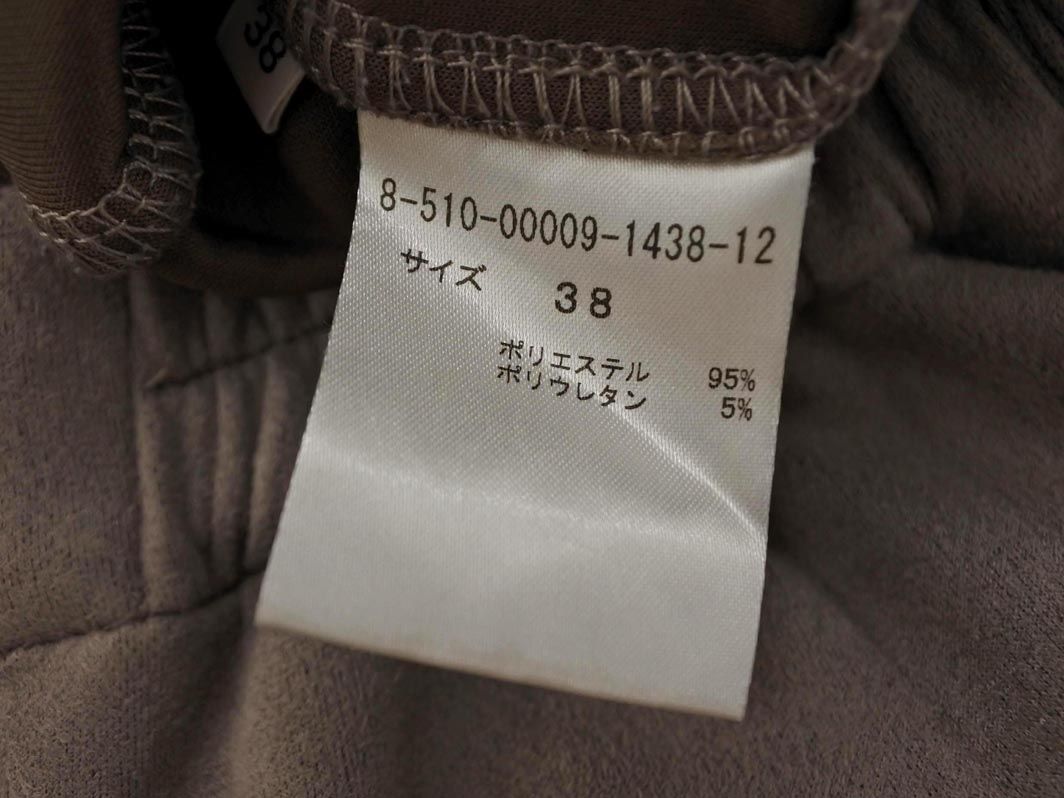 38
8-510-00009-1438-12
サイズ 38
ポリエステル 95%
ポリウレタン 5%